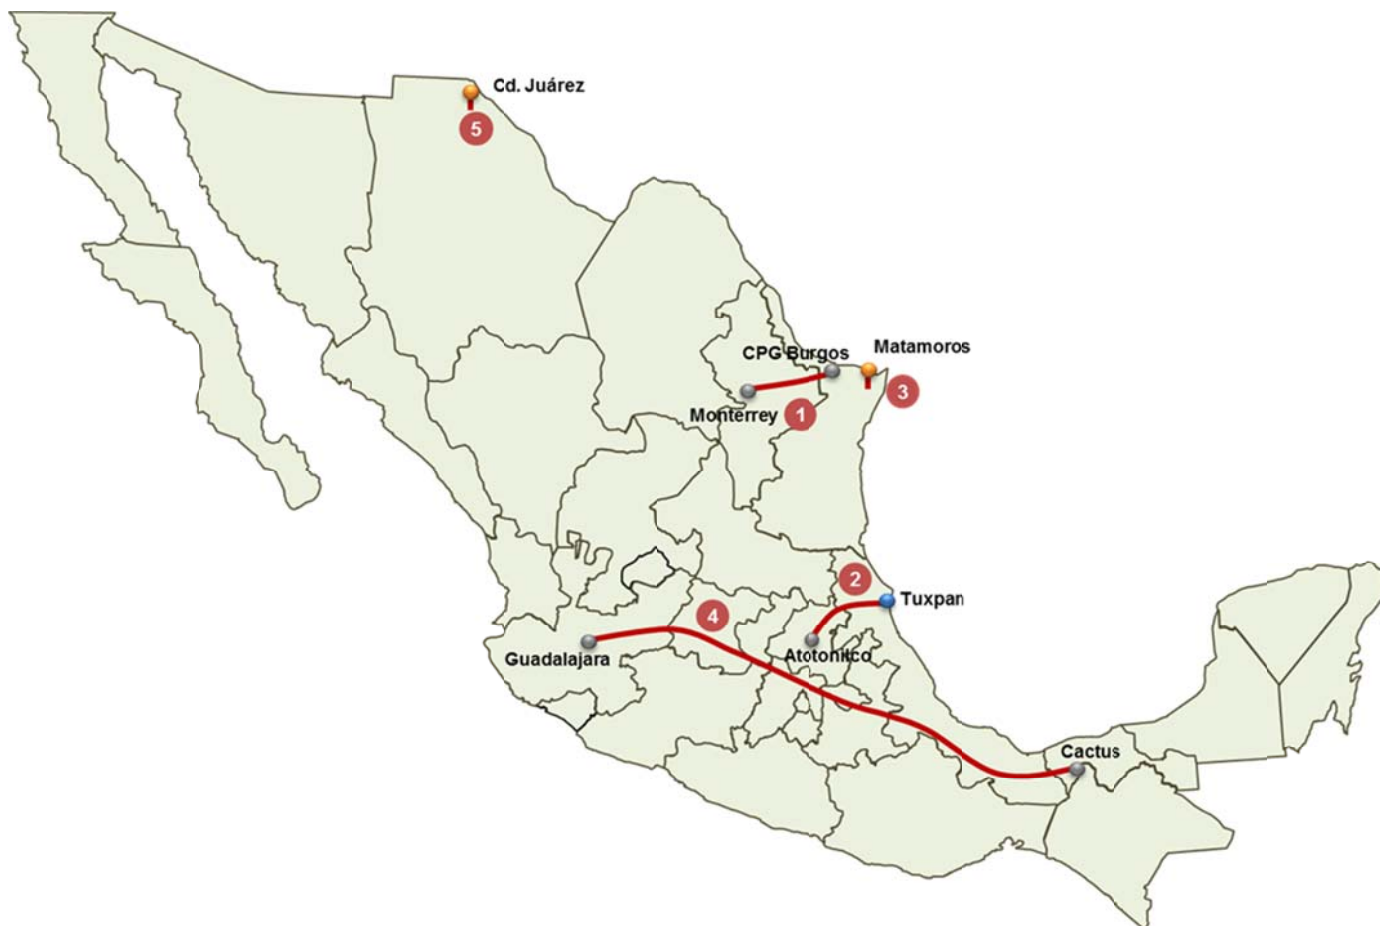 Cd. Juárez
5
Matamoros
CPG Burgos
3
Monterrey
1
2
Tuxpan
4
Guadalajara
Atotonilco
Cactus